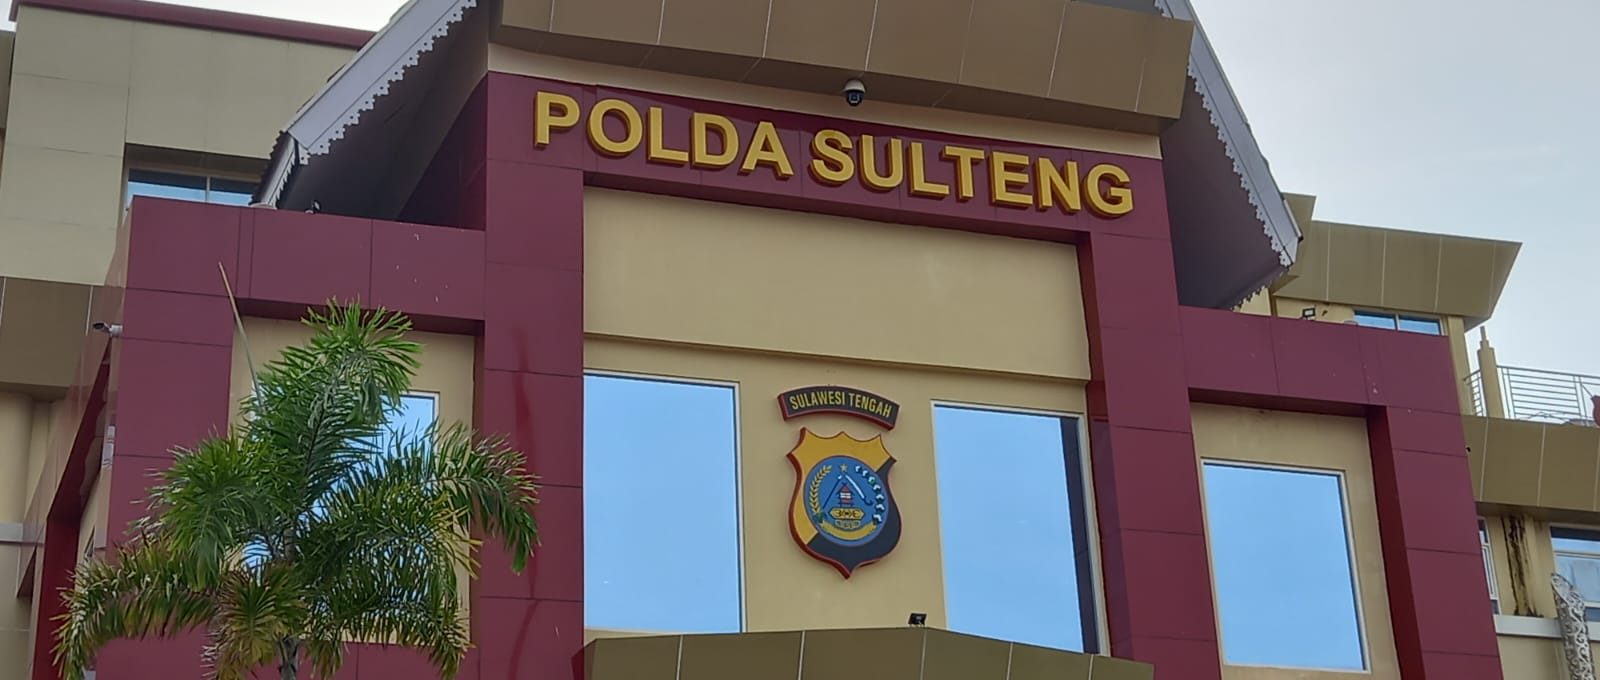 POLDA SULTENG
SULAWESI TENGAH